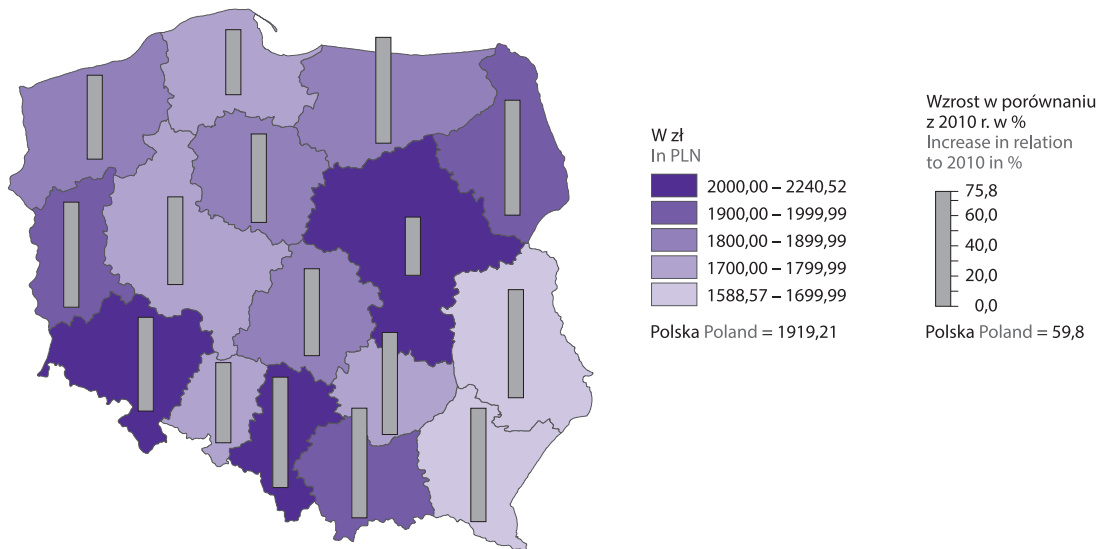 W zł
In PLN
2000,00 – 2240,52
1900,00 – 1999,99
1800,00 – 1899,99
1700,00 – 1799,99
1588,57 – 1699,99
Polska Poland = 1919,21
Wzrost w porównaniu
z 2010 r. w %
Increase in relation
to 2010 in %
75,8
60,0
40,0
20,0
0,0
Polska Poland = 59,8